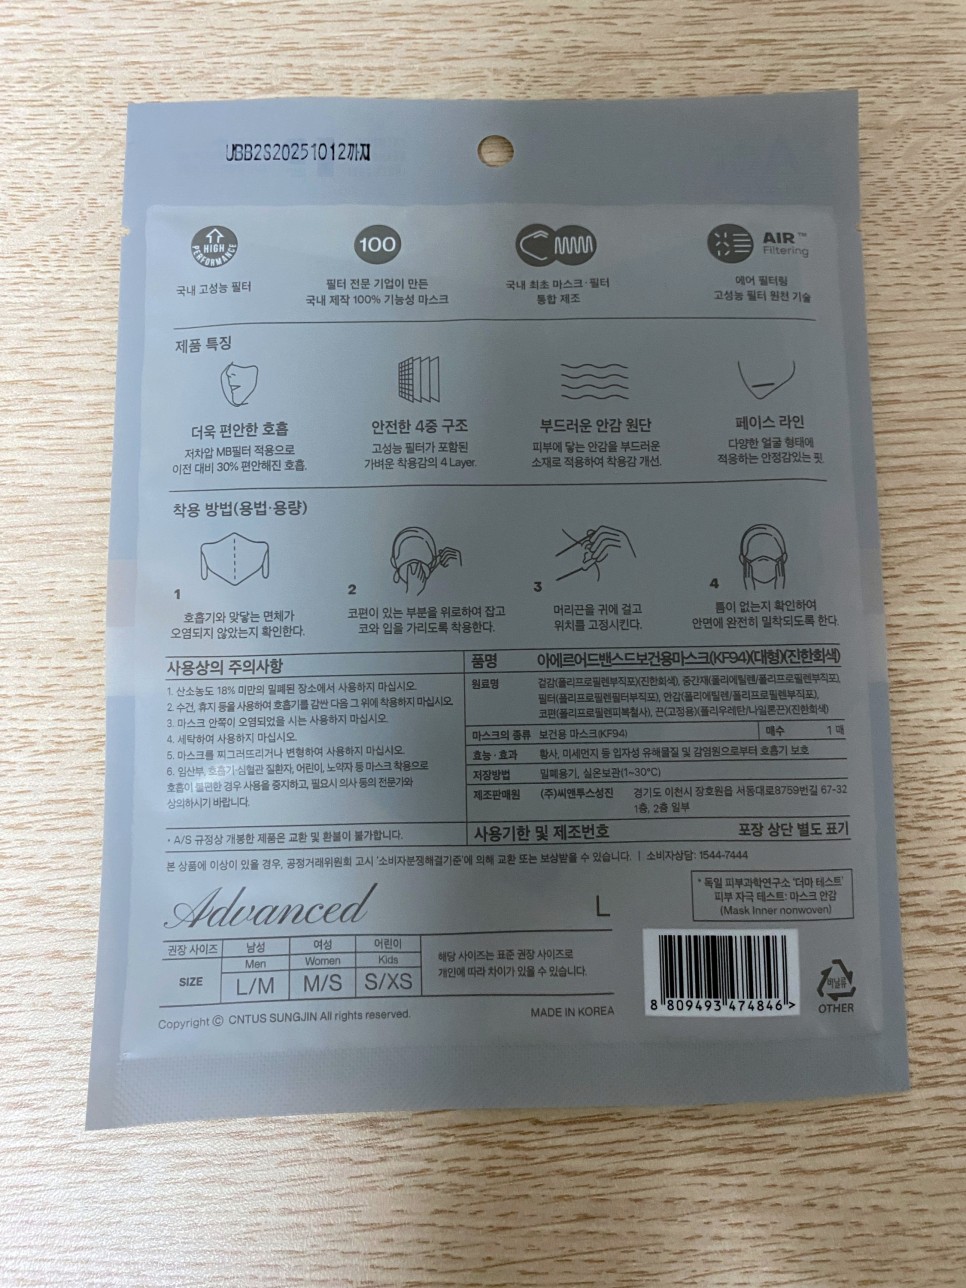 UBB2S20251012까지
HIGH PERFORMANCE
국내 고성능 필터
100
필터 전문 기업이 만든
국내 제작 100% 기능성 마스크
국내 최초 마스크·필터
통합 제조
AIR™
Filtering
에어 필터링
고성능 필터 원천 기술
제품 특징
더욱 편안한 호흡
저차압 MB필터 적용으로
이전 대비 30% 편안해진 호흡.
안전한 4중 구조
고성능 필터가 포함된
가벼운 착용감의 4 Layer.
부드러운 안감 원단
피부에 닿는 안감을 부드러운
소재로 적용하여 착용감 개선.
페이스 라인
다양한 얼굴 형태에
적응하는 안정감있는 핏.
착용 방법(용법·용량)
1
호흡기와 맞닿는 면체가
오염되지 않았는지 확인한다.
2
코편이 있는 부분을 위로하여 잡고
코와 입을 가리도록 착용한다.
3
머리끈을 귀에 걸고
위치를 고정시킨다.
4
틈이 없는지 확인하여
안면에 완전히 밀착되도록 한다.
사용상의 주의사항
1. 산소농도 18% 미만의 밀폐된 장소에서 사용하지 마십시오.
2. 수건, 휴지 등을 사용하여 호흡기를 감싼 다음 그 위에 착용하지 마십시오.
3. 마스크 안쪽이 오염되었을 시는 사용하지 마십시오.
4. 세탁하여 사용하지 마십시오.
5. 마스크를 찌그러뜨리거나 변형하여 사용하지 마십시오.
6. 임산부, 호흡기·심혈관 질환자, 어린이, 노약자 등 마스크 착용으로
호흡이 불편한 경우 사용을 중지하고, 필요시 의사 등의 전문가와
상의하시기 바랍니다.
• A/S 규정상 개봉한 제품은 교환 및 환불이 불가합니다.
품명 아에르어드밴스드보건용마스크(KF94)(대형)(진한회색)
원료명 겉감(폴리프로필렌부직포)(진한회색), 중간재(폴리에틸렌/폴리프로필렌부직포),
필터(폴리프로필렌필터부직포), 안감(폴리에틸렌/폴리프로필렌부직포),
코편(폴리프로필렌피복철사), 끈(고정용)(폴리우레탄/나일론끈)(진한회색)
마스크의 종류 보건용 마스크(KF94) 매수 1 매
효능·효과 황사, 미세먼지 등 입자성 유해물질 및 감염원으로부터 호흡기 보호
저장방법 밀폐용기, 실온보관(1~30°C)
제조판매원 (주)씨앤투스성진 경기도 이천시 장호원읍 서동대로8759번길 67-32
1층, 2층 일부
사용기한 및 제조번호 포장 상단 별도 표기
본 상품에 이상이 있을 경우, 공정거래위원회 고시 '소비자분쟁해결기준'에 의해 교환 또는 보상받을 수 있습니다. | 소비자상담: 1544-7444
Advanced
L
* 독일 피부과학연구소 '더마 테스트'
피부 자극 테스트: 마스크 안감
(Mask Inner nonwoven)
권장 사이즈 남성 여성 어린이
Men Women Kids
SIZE L/M M/S S/XS
해당 사이즈는 표준 권장 사이즈로
개인에 따라 차이가 있을 수 있습니다.
8 809493 474846 >
비닐류
OTHER
Copyright ⓒ CNTUS SUNGJIN All rights reserved.
MADE IN KOREA